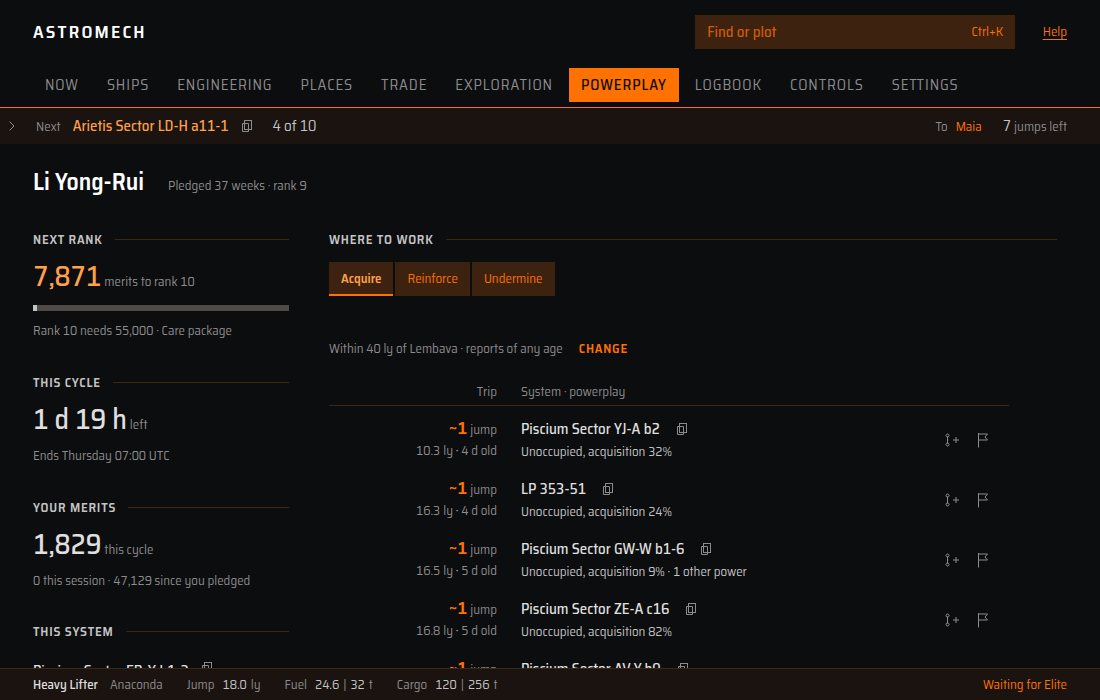 ASTROMECH
Find or plot Ctrl+K
Help
NOW SHIPS ENGINEERING PLACES TRADE EXPLORATION POWERPLAY LOGBOOK CONTROLS SETTINGS
Next Arietis Sector LD-H a11-1 4 of 10 To Maia 7 jumps left
Li Yong-Rui Pledged 37 weeks · rank 9
NEXT RANK
7,871 merits to rank 10
Rank 10 needs 55,000 · Care package
THIS CYCLE
1 d 19 h left
Ends Thursday 07:00 UTC
YOUR MERITS
1,829 this cycle
0 this session · 47,129 since you pledged
THIS SYSTEM
WHERE TO WORK
Acquire Reinforce Undermine
Within 40 ly of Lembava · reports of any age CHANGE
Trip System · powerplay
~1 jump Piscium Sector YJ-A b2
10.3 ly · 4 d old Unoccupied, acquisition 32%
~1 jump LP 353-51
16.3 ly · 4 d old Unoccupied, acquisition 24%
~1 jump Piscium Sector GW-W b1-6
16.5 ly · 5 d old Unoccupied, acquisition 9% · 1 other power
~1 jump Piscium Sector ZE-A c16
16.8 ly · 5 d old Unoccupied, acquisition 82%
~1 jump Piscium Sector
Heavy Lifter Anaconda Jump 18.0 ly Fuel 24.6 | 32 t Cargo 120 | 256 t Waiting for Elite